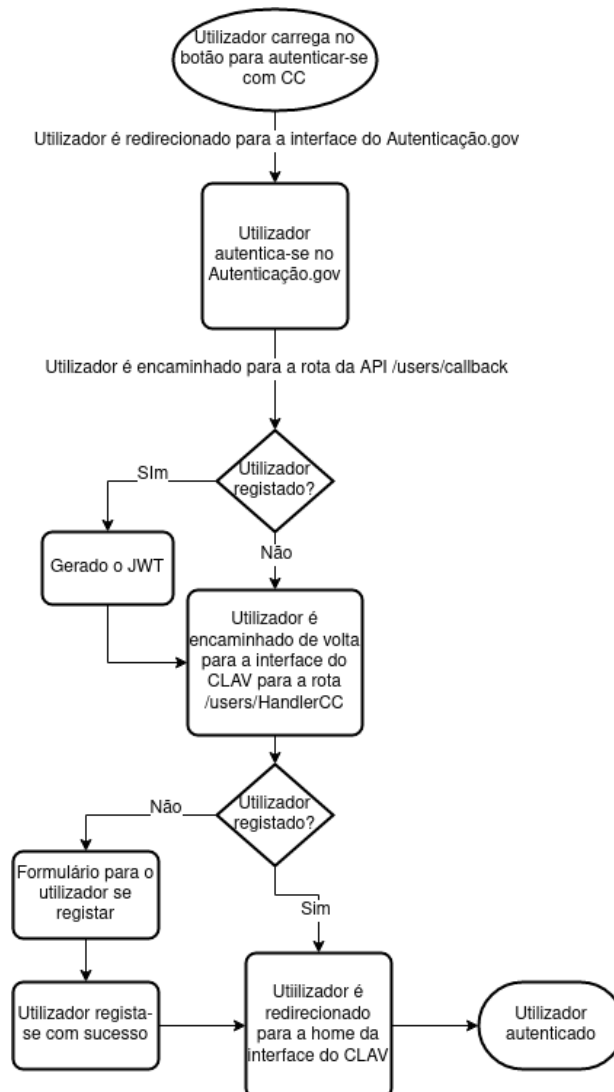 Utilizador carrega no
botão para autenticar-se
com CC
Utilizador é redirecionado para a interface do Autenticação.gov
Utilizador
autentica-se no
Autenticação.gov
Utilizador é encaminhado para a rota da API /users/callback
Utilizador
registado?
SIm
Gerado o JWT
Não
Utilizador é
encaminhado de volta
para a interface do
CLAV para a rota
/users/HandlerCC
Utilizador
registado?
Não
Formulário para o
utilizador se
registar
Sim
Utilizador regista-
se com sucesso
Utiilizador é
redirecionado
para a home da
interface do CLAV
Utilizador
autenticado